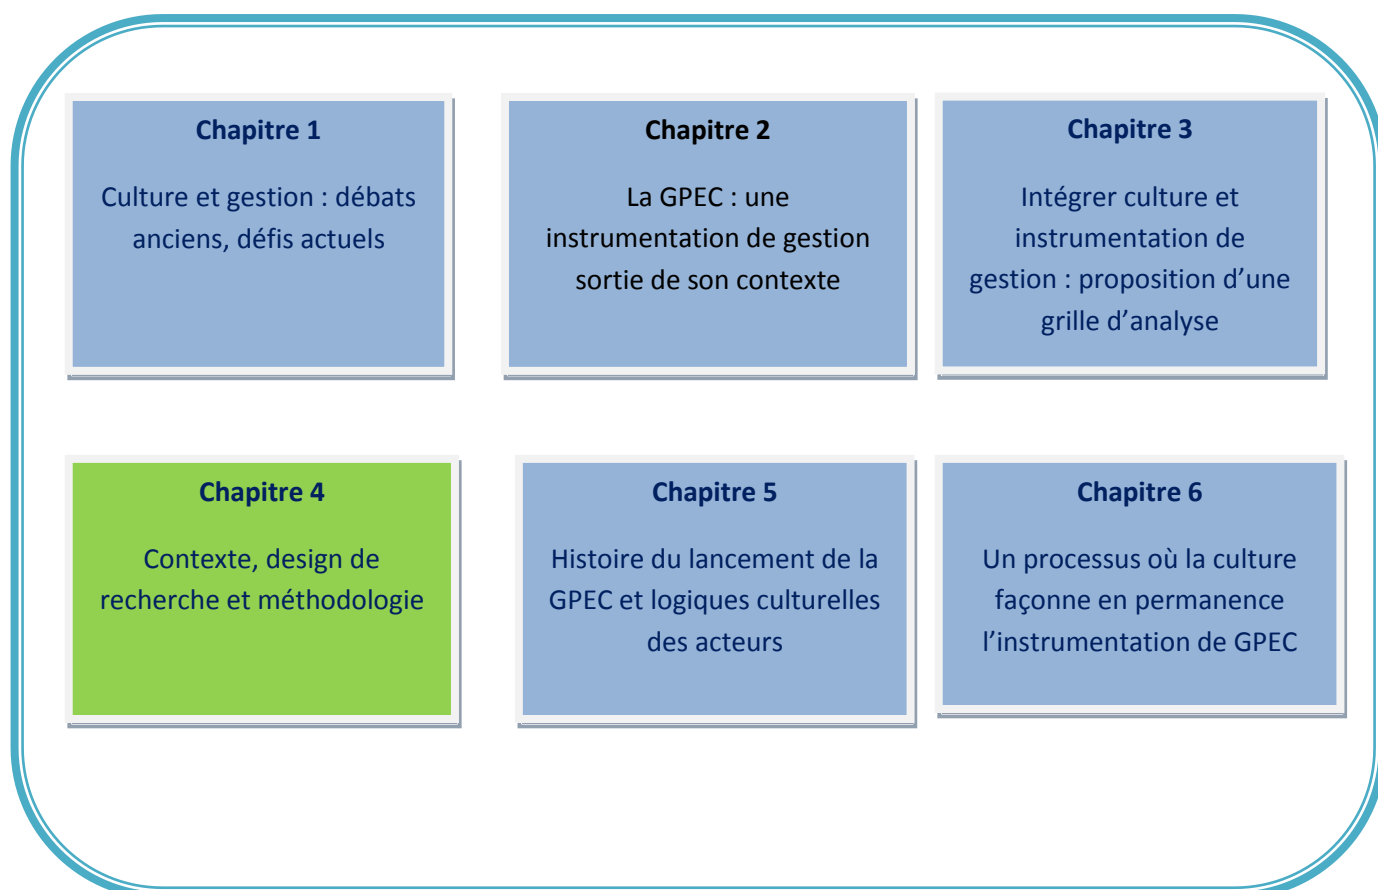 Chapitre 1
Culture et gestion : débats
anciens, défis actuels
Chapitre 2
La GPEC : une
instrumentation de gestion
sortie de son contexte
Chapitre 3
Intégrer culture et
instrumentation de
gestion : proposition d’une
grille d’analyse
Chapitre 4
Contexte, design de
recherche et méthodologie
Chapitre 5
Histoire du lancement de la
GPEC et logiques culturelles
des acteurs
Chapitre 6
Un processus où la culture
façonne en permanence
l’instrumentation de GPEC